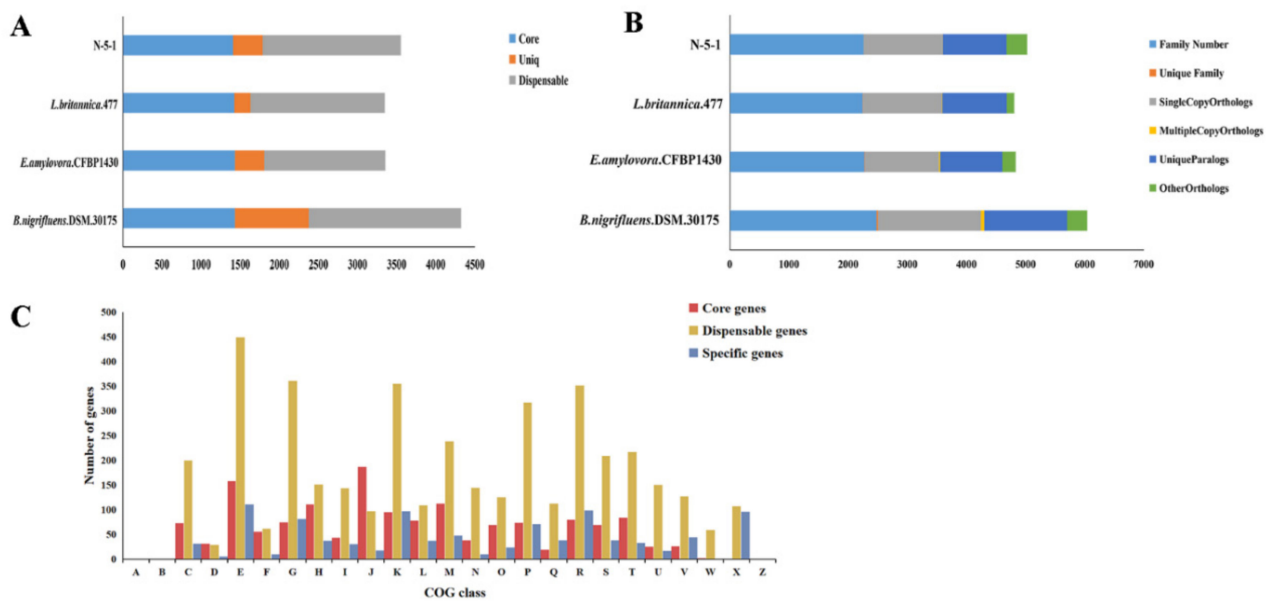 A
N-5-1
L.britannica.477
E.amylovora.CFBP1430
B.nigrifluens.DSM.30175
0 500 1000 1500 2000 2500 3000 3500 4000 4500
Core
Uniq
Dispensable
B
N-5-1
L.britannica.477
E.amylovora.CFBP1430
B.nigrifluens.DSM.30175
0 1000 2000 3000 4000 5000 6000 7000
Family Number
Unique Family
SingleCopyOrthologs
MultipleCopyOrthologs
UniqueParalogs
OtherOrthologs
C
Number of genes
500
450
400
350
300
250
200
150
100
50
0
A B C D E F G H I J K L M N O P Q R S T U V W X Z
COG class
Core genes
Dispensable genes
Specific genes